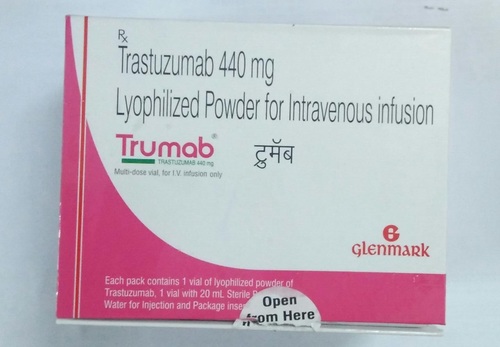 Rx
Trastuzumab 440 mg
Lyophilized Powder for Intravenous infusion
Trumab®
TRASTUZUMAB 440 mg
ट्रुमॅब
Multi-dose vial, for I.V. infusion only
G
GLENMARK
Each pack contains 1 vial of lyophilized powder of
Trastuzumab, 1 vial with 20 mL Sterile
Water for Injection and Package
Open
from Here